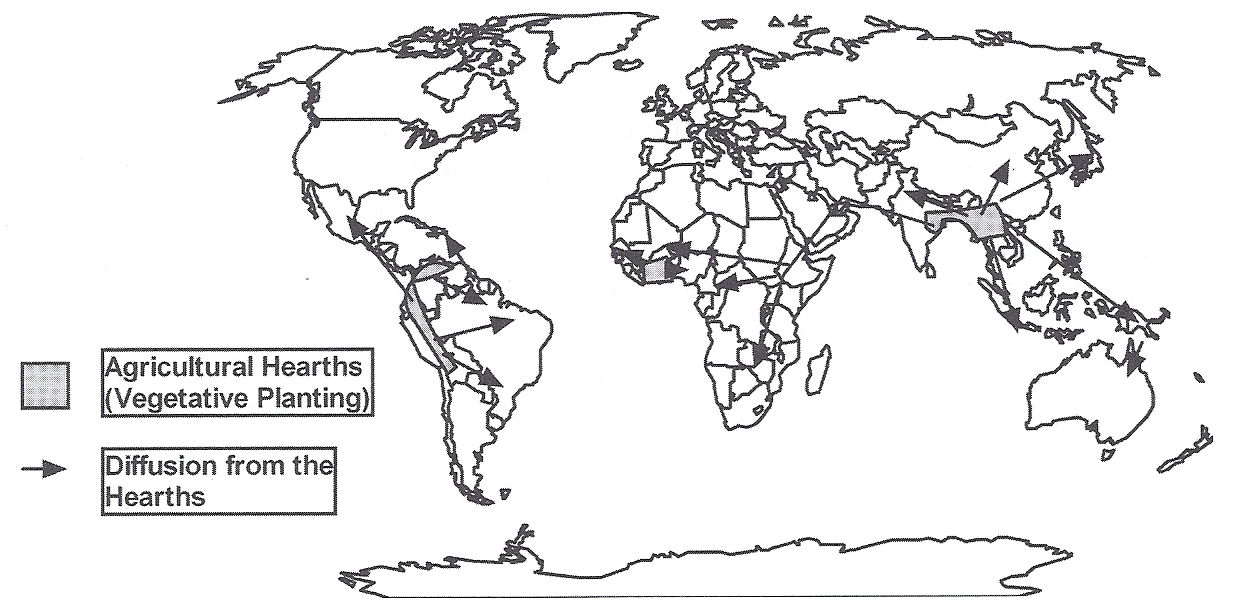 Agricultural Hearths
(Vegetative Planting)
Diffusion from the
Hearths